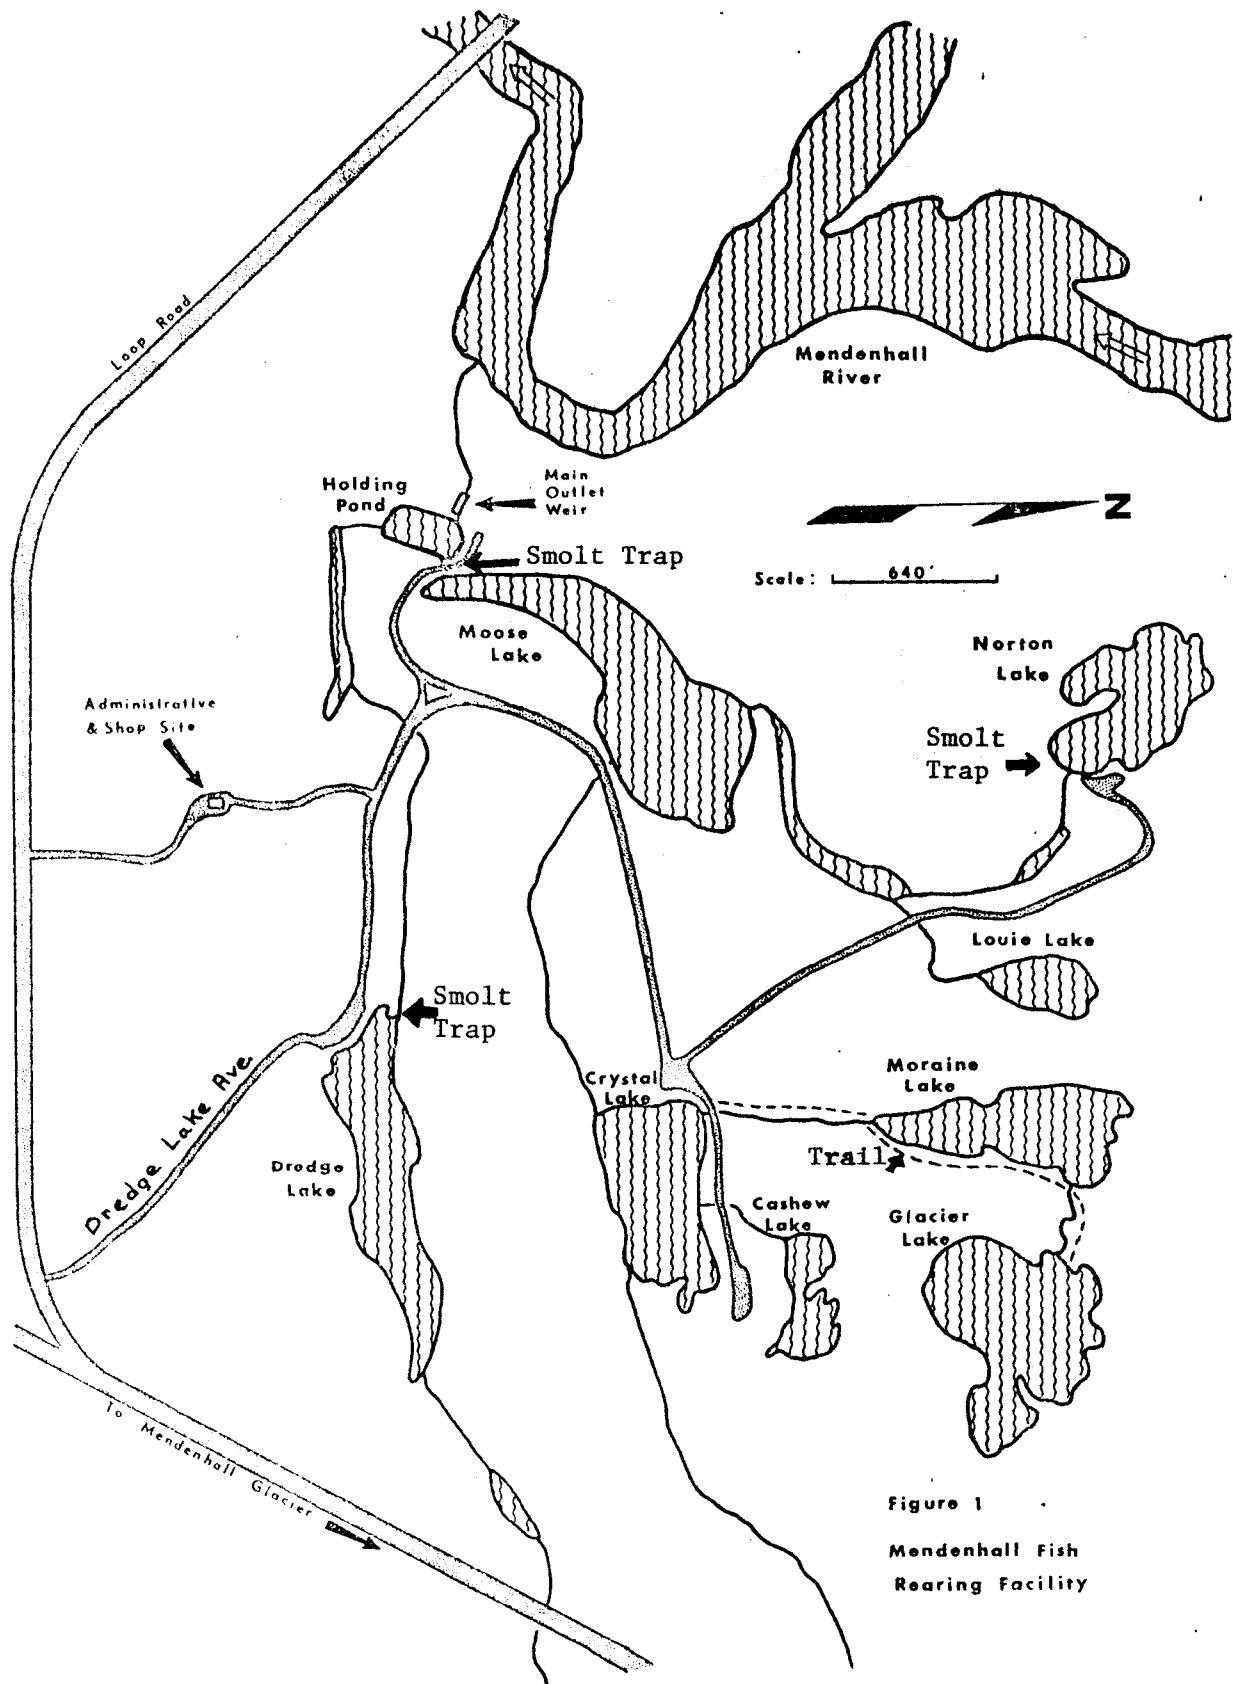 Loop Road
Mendenhall
River
Holding
Pond
Main
Outlet
Weir
N
Smolt Trap
Scale: 640'
Moose
Lake
Norton
Lake
Administrative
& Shop Site
Smolt
Trap
Louie Lake
Smolt
Trap
Dredge Lake Ave.
Crystal
Lake
Moraine
Lake
Trail
Dredge
Lake
Cashew
Lake
Glacier
Lake
To Mendenhall Glacier
Figure 1
Mendenhall Fish
Rearing Facility